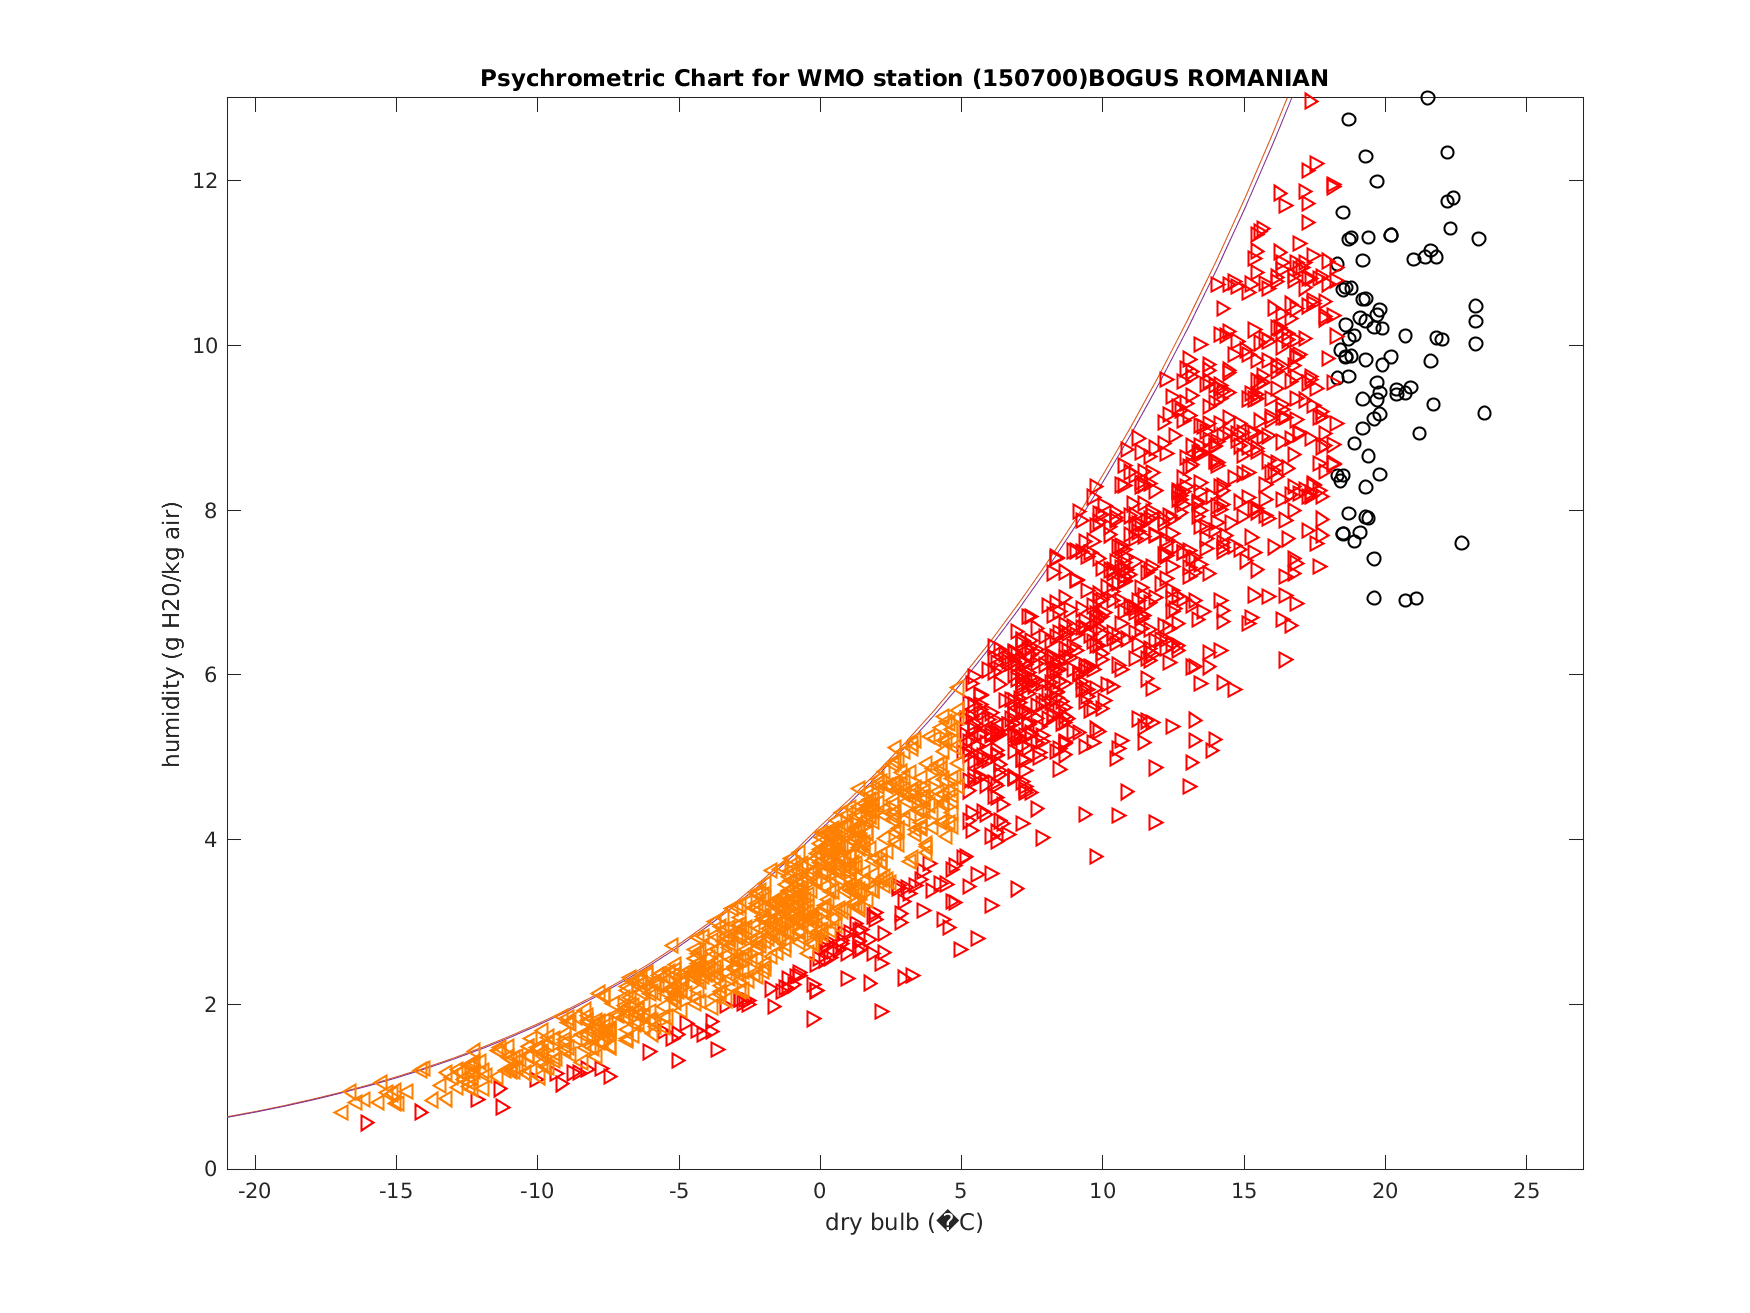 Psychrometric Chart for WMO station (150700)BOGUS ROMANIAN
humidity (g H20/kg air)
12
10
8
6
4
2
0
-20 -15 -10 -5 0 5 10 15 20 25
dry bulb (�C)